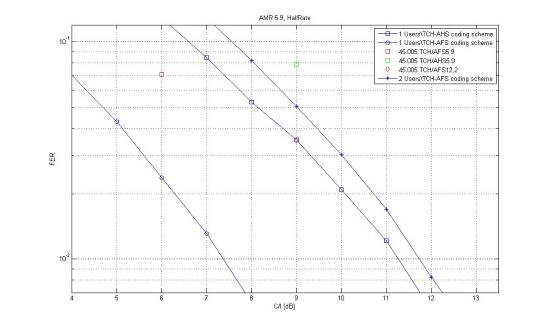 AMR 5.9, HalfRate
1 Users\TCH-AHS coding scheme
1 Users\TCH-AFS coding scheme
45.005 TCH/AFS5.9
45.005 TCH/AHS5.9
45.005 TCH/AFS12.2
2 Users\TCH-AFS coding scheme
10⁻¹
FER
10⁻²
4 5 6 7 8 9 10 11 12 13
C/I [dB]